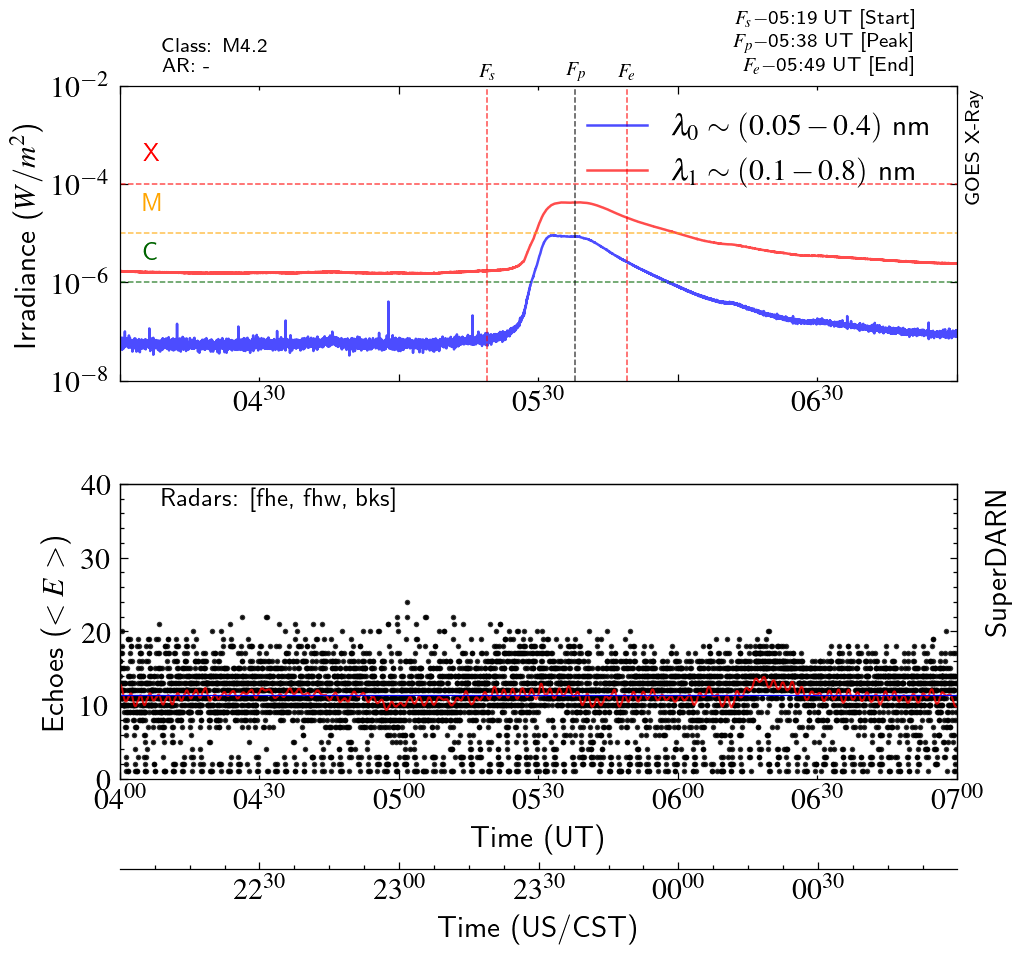 F_s−05:19 UT [Start]
Class: M4.2
F_p−05:38 UT [Peak]
AR: -
F_e−05:49 UT [End]
F_s
F_p
F_e
10^{−2}
λ_0 ∼ (0.05−0.4) nm
X
λ_1 ∼ (0.1−0.8) nm
GOES X-Ray
10^{−4}
M
Irradiance (W/m^2)
C
10^{−6}
10^{−8}
04^{30}
05^{30}
06^{30}
40
Radars: [fhe, fhw, bks]
SuperDARN
30
Echoes (<E>)
20
10
0
04^{00}
04^{30}
05^{00}
05^{30}
06^{00}
06^{30}
07^{00}
Time (UT)
22^{30}
23^{00}
23^{30}
00^{00}
00^{30}
Time (US/CST)